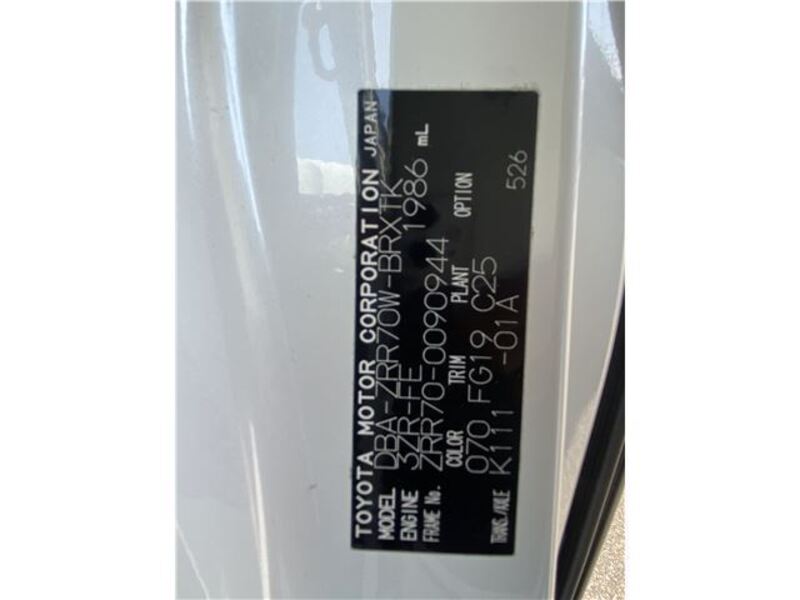 TOYOTA MOTOR CORPORATION JAPAN
MODEL DBA-ZRR70W-BRXTK
ENGINE 3ZR-FE 1986 mL
FRAME No. ZRR70-0090944
COLOR TRIM PLANT OPTION
070 FG19 C25 526
TRANS./AXLE K111 -01A